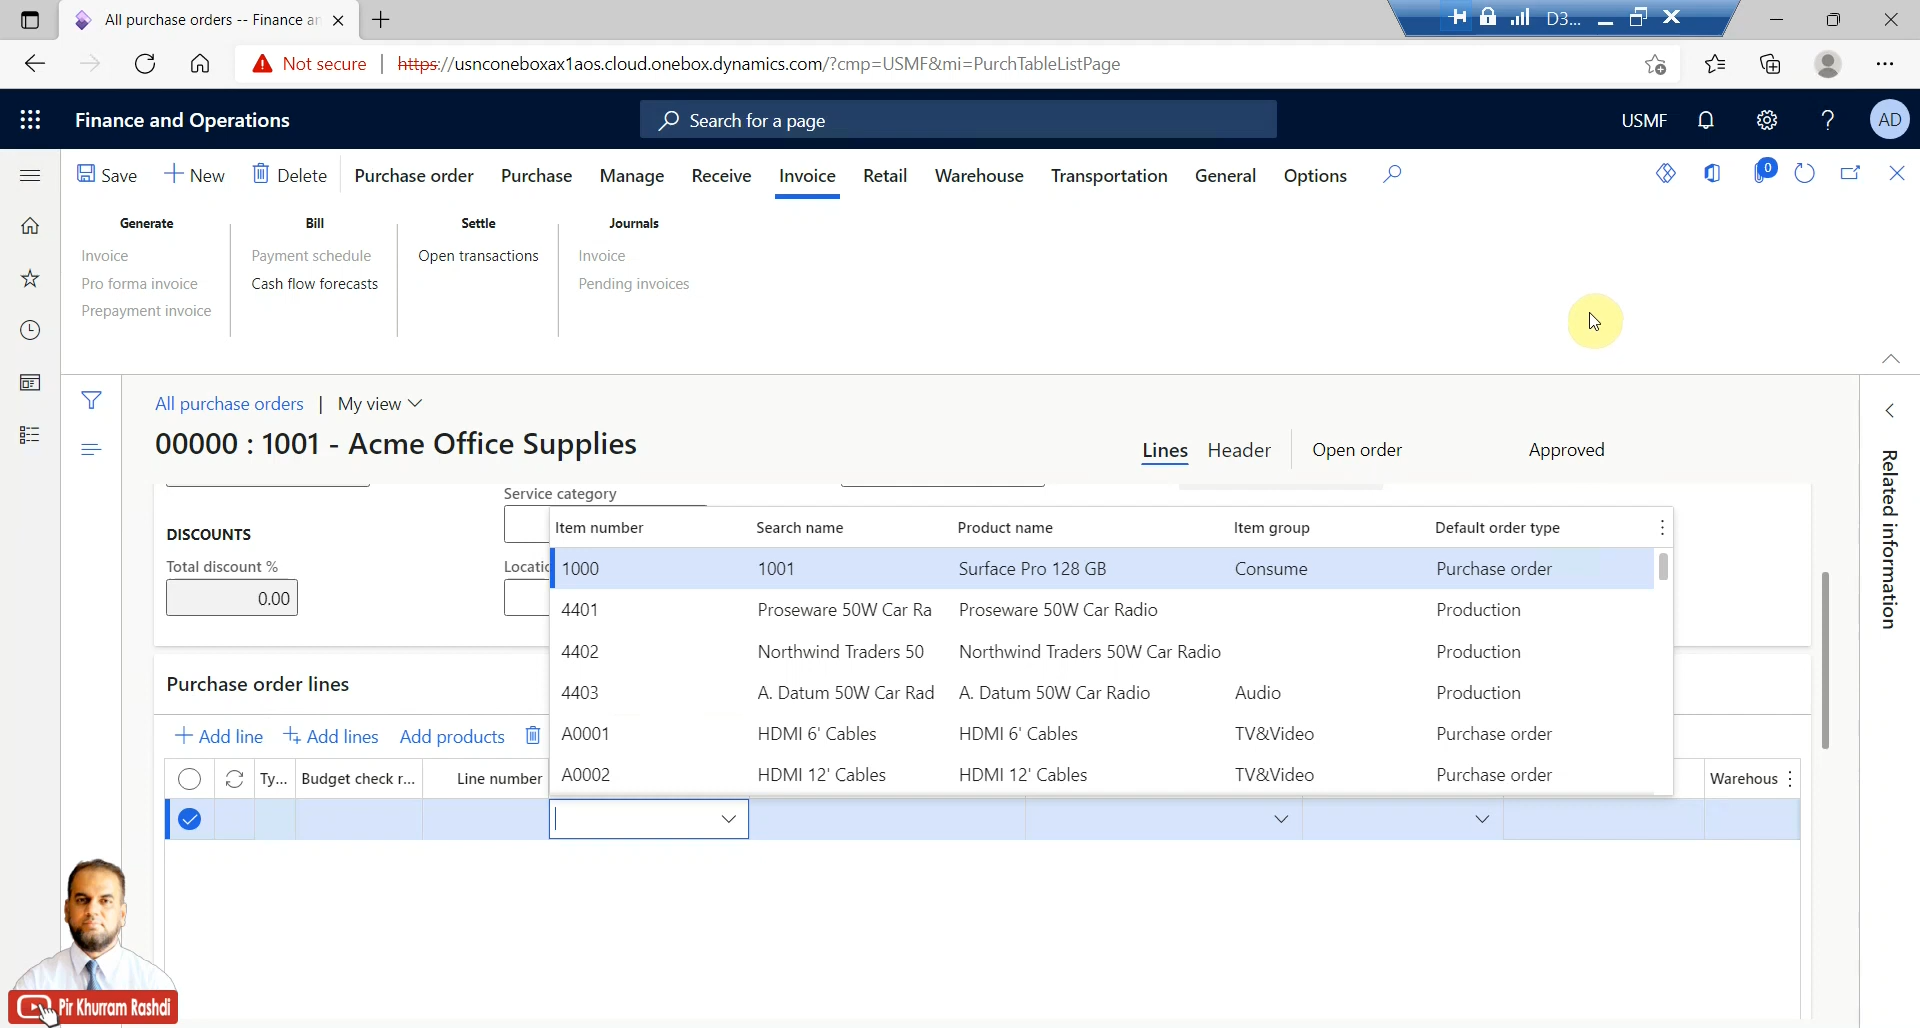 All purchase orders -- Finance ar
D3...
Not secure
https://usnconeboxax1aos.cloud.onebox.dynamics.com/?cmp=USMF&mi=PurchTableListPage
Finance and Operations
Search for a page
USMF
?
AD
Save
New
Delete
Purchase order
Purchase
Manage
Receive
Invoice
Retail
Warehouse
Transportation
General
Options
0
Generate
Bill
Settle
Journals
Invoice
Payment schedule
Open transactions
Invoice
Pro forma invoice
Cash flow forecasts
Pending invoices
Prepayment invoice
All purchase orders | My view
00000 : 1001 - Acme Office Supplies
Lines
Header
Open order
Approved
Related information
Service category
DISCOUNTS
Total discount %
0.00
Locatic
Item number
Search name
Product name
Item group
Default order type
1000
1001
Surface Pro 128 GB
Consume
Purchase order
4401
Proseware 50W Car Ra
Proseware 50W Car Radio
Production
4402
Northwind Traders 50
Northwind Traders 50W Car Radio
Production
4403
A. Datum 50W Car Rad
A. Datum 50W Car Radio
Audio
Production
A0001
HDMI 6' Cables
HDMI 6' Cables
TV&Video
Purchase order
A0002
HDMI 12' Cables
HDMI 12' Cables
TV&Video
Purchase order
Purchase order lines
Add line
Add lines
Add products
Ty...
Budget check r...
Line number
Warehous
Pir Khurram Rashdi